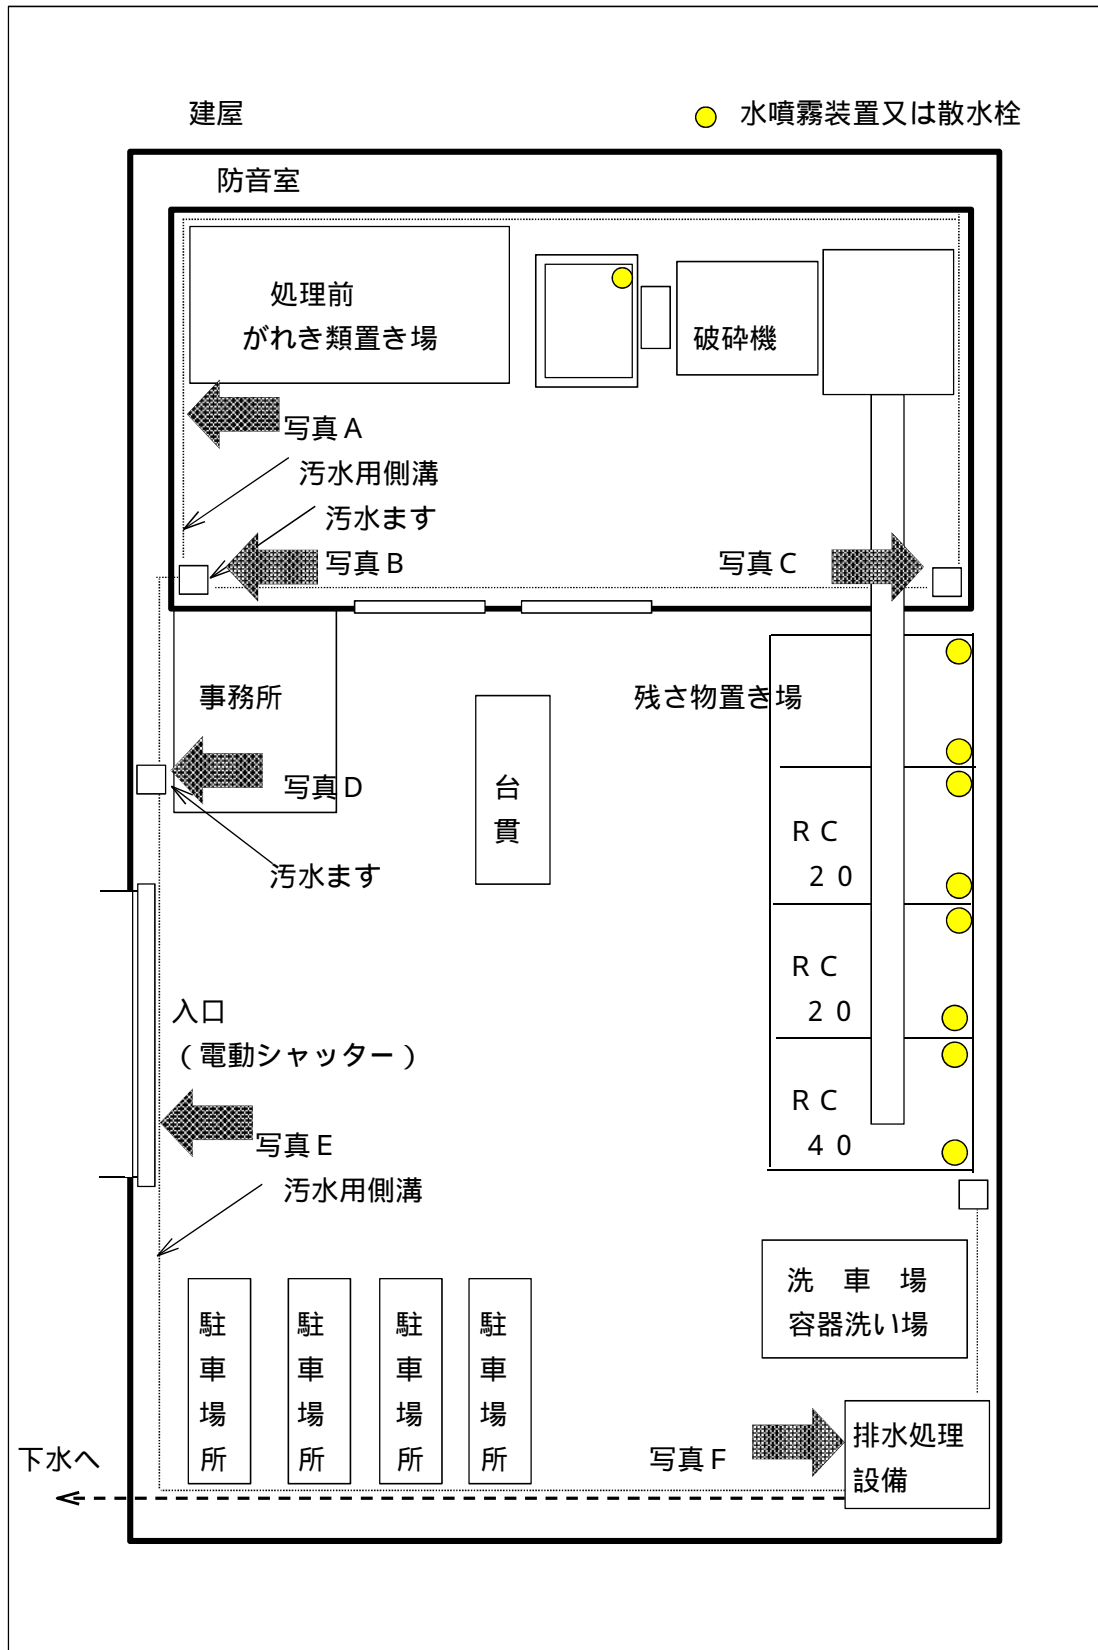 建屋
水噴霧装置又は散水栓
防音室
処理前
がれき類置き場
破砕機
写真A
汚水用側溝
汚水ます
写真B
写真C
事務所
残さ物置き場
写真D
台
貫
汚水ます
RC
20
RC
20
入口
(電動シャッター)
RC
40
写真E
汚水用側溝
洗 車 場
容器洗い場
駐車場所
駐車場所
駐車場所
駐車場所
写真F
排水処理
設備
下水へ